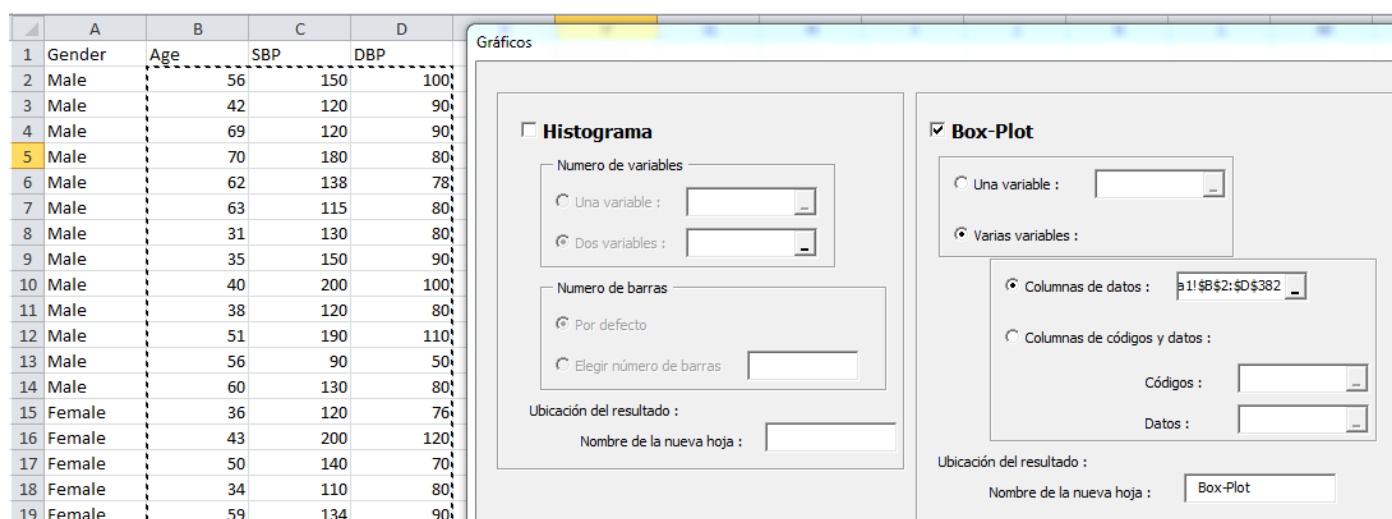 A B C D
1 Gender Age SBP DBP
2 Male 56 150 100
3 Male 42 120 90
4 Male 69 120 90
5 Male 70 180 80
6 Male 62 138 78
7 Male 63 115 80
8 Male 31 130 80
9 Male 35 150 90
10 Male 40 200 100
11 Male 38 120 80
12 Male 51 190 110
13 Male 56 90 50
14 Male 60 130 80
15 Female 36 120 76
16 Female 43 200 120
17 Female 50 140 70
18 Female 34 110 80
19 Female 59 134 90
Gráficos
Histograma
Numero de variables
Una variable :
Dos variables :
Numero de barras
Por defecto
Elegir número de barras
Ubicación del resultado :
Nombre de la nueva hoja :
Box-Plot
Una variable :
Varias variables :
Columnas de datos : a1!$B$2:$D$382
Columnas de códigos y datos :
Códigos :
Datos :
Ubicación del resultado :
Nombre de la nueva hoja : Box-Plot